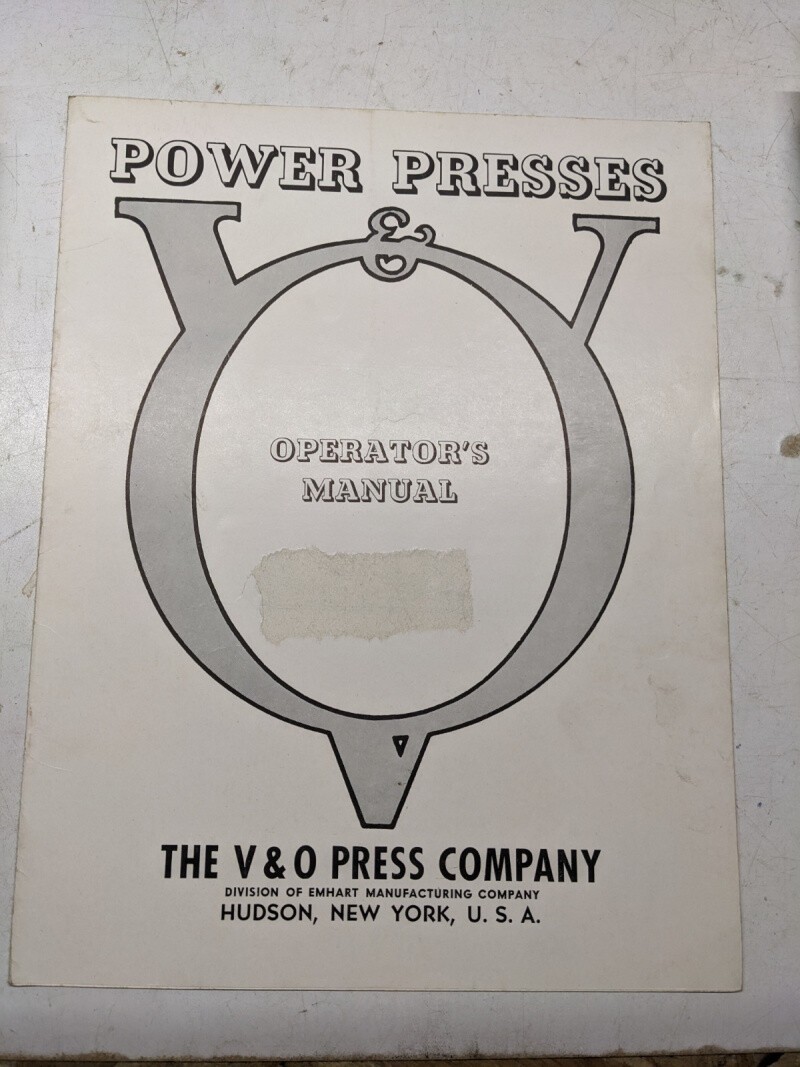 POWER PRESSES
V & O
OPERATOR'S
MANUAL
THE V & O PRESS COMPANY
DIVISION OF EMHART MANUFACTURING COMPANY
HUDSON, NEW YORK, U. S. A.